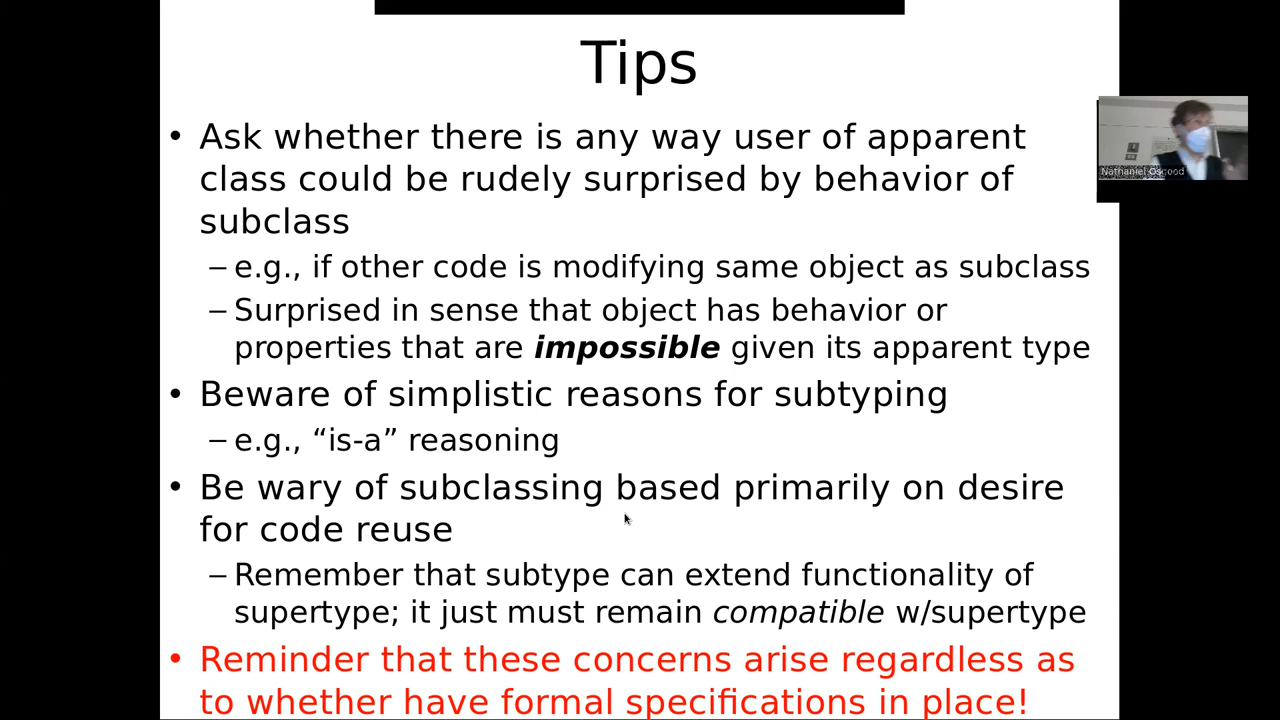 Tips
• Ask whether there is any way user of apparent
class could be rudely surprised by behavior of
subclass
– e.g., if other code is modifying same object as subclass
– Surprised in sense that object has behavior or
properties that are impossible given its apparent type
• Beware of simplistic reasons for subtyping
– e.g., “is-a” reasoning
• Be wary of subclassing based primarily on desire
for code reuse
– Remember that subtype can extend functionality of
supertype; it just must remain compatible w/supertype
• Reminder that these concerns arise regardless as
to whether have formal specifications in place!
Nathaniel Osgood